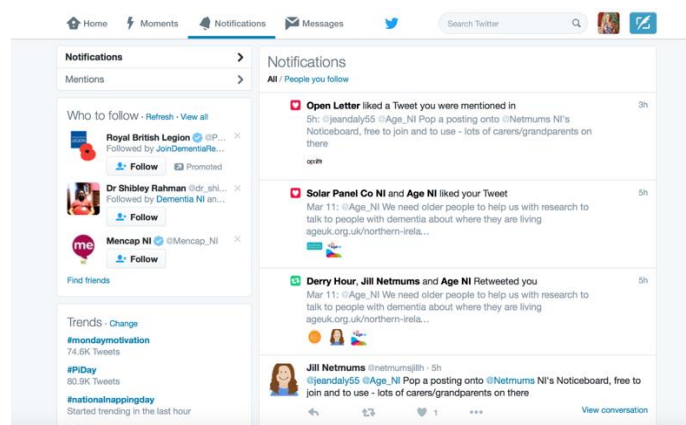 Home
Moments
Notifications
Messages
Search Twitter
Notifications
Mentions
Who to follow · Refresh · View all
Royal British Legion @P...
Followed by JoinDementiaRe...
Follow
Promoted
Dr Shibley Rahman @dr_shi...
Followed by Dementia NI an...
Follow
me
Mencap NI @Mencap_NI
Follow
Find friends
Trends · Change
#mondaymotivation
74.6K Tweets
#PiDay
80.9K Tweets
#nationalnappingday
Started trending in the last hour
Notifications
All / People you follow
Open Letter liked a Tweet you were mentioned in
3h
5h: @jeandaly55 @Age_NI Pop a posting onto @Netmums NI's
Noticeboard, free to join and to use - lots of carers/grandparents on
there
Solar Panel Co NI and Age NI liked your Tweet
5h
Mar 11: @Age_NI We need older people to help us with research to
talk to people with dementia about where they are living
ageuk.org.uk/northern-irela...
Derry Hour, Jill Netmums and Age NI Retweeted you
5h
Mar 11: @Age_NI We need older people to help us with research to
talk to people with dementia about where they are living
ageuk.org.uk/northern-irela...
Jill Netmums @netmumsjillh · 5h
@jeandaly55 @Age_NI Pop a posting onto @Netmums NI's Noticeboard, free to
join and to use - lots of carers/grandparents on there
1
View conversation